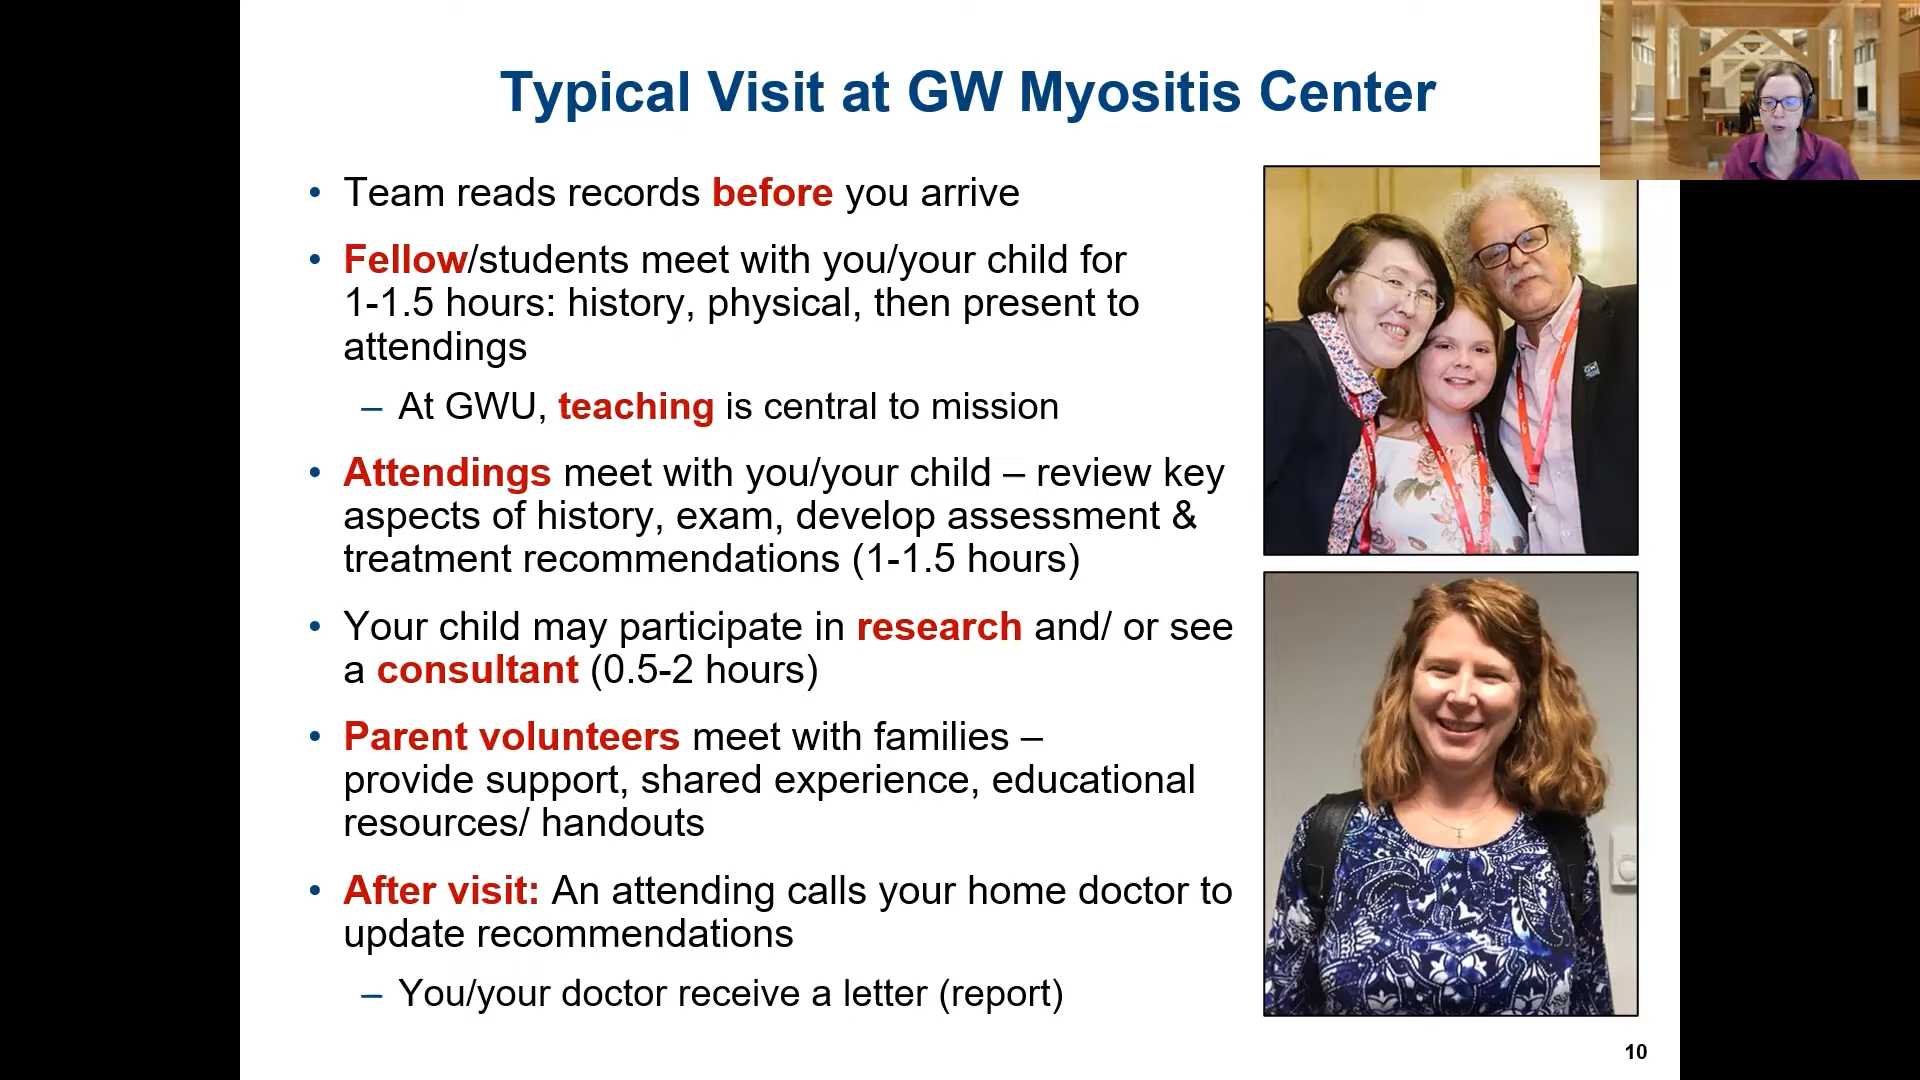 Typical Visit at GW Myositis Center
• Team reads records before you arrive
• Fellow/students meet with you/your child for
1-1.5 hours: history, physical, then present to
attendings
– At GWU, teaching is central to mission
• Attendings meet with you/your child – review key
aspects of history, exam, develop assessment &
treatment recommendations (1-1.5 hours)
• Your child may participate in research and/ or see
a consultant (0.5-2 hours)
• Parent volunteers meet with families –
provide support, shared experience, educational
resources/ handouts
• After visit: An attending calls your home doctor to
update recommendations
– You/your doctor receive a letter (report)
10